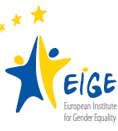 EIGE
European Institute
for Gender Equality